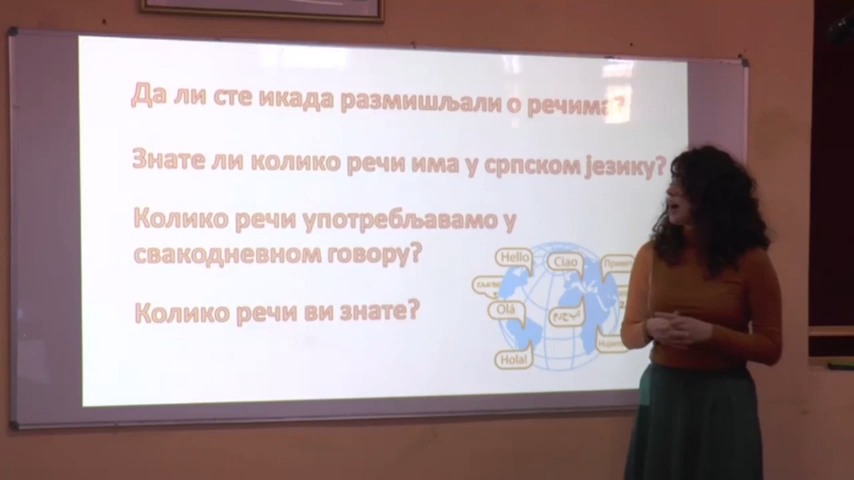 Да ли сте икада размишљали о речима?
Знате ли колико речи има у српском језику?
Колико речи употребљавамо у
свакодневном говору?
Колико речи ви знате?
Hello
Ciao
Olá
Hola!